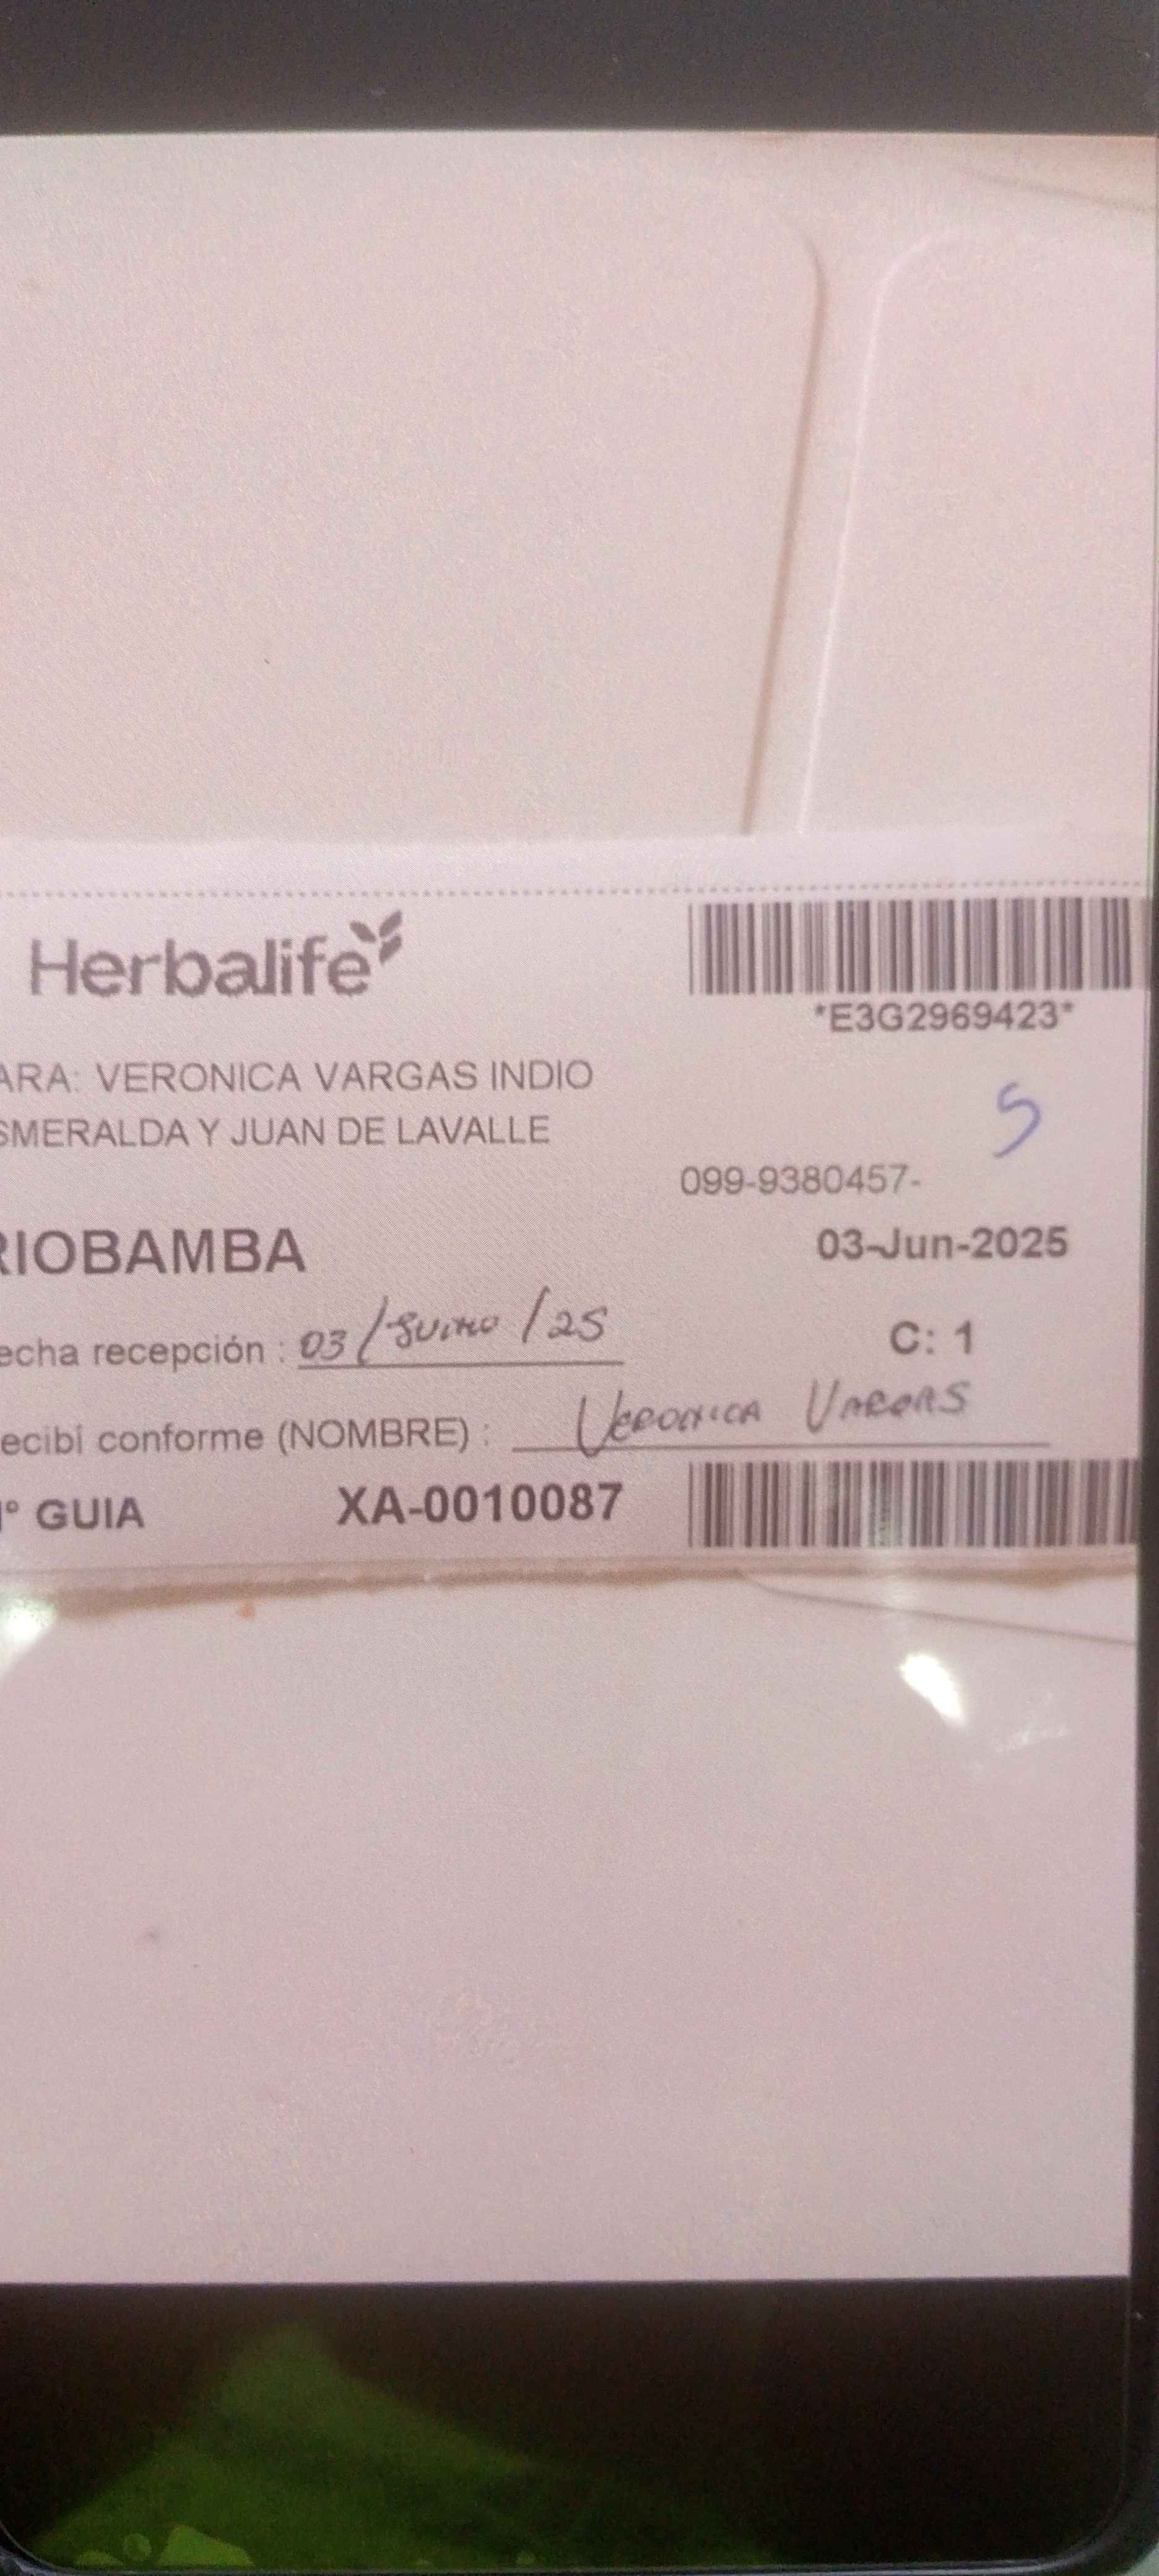 Herbalife
*E3G2969423*
ARA: VERONICA VARGAS INDIO
SMERALDA Y JUAN DE LAVALLE
5
099-9380457-
RIOBAMBA
03-Jun-2025
echa recepción : 03/Junio/25
C: 1
ecibí conforme (NOMBRE) : VERONICA VARGAS
N° GUIA XA-0010087